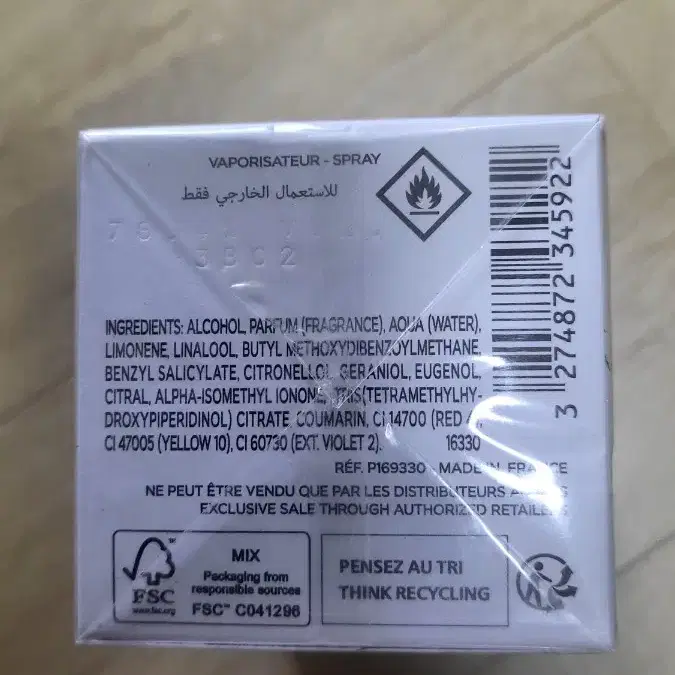 VAPORISATEUR - SPRAY
للاستعمال الخارجي فقط
3BC2
INGREDIENTS: ALCOHOL, PARFUM (FRAGRANCE), AQUA (WATER),
LIMONENE, LINALOOL, BUTYL METHOXYDIBENZOYLMETHANE,
BENZYL SALICYLATE, CITRONELLOL, GERANIOL, EUGENOL,
CITRAL, ALPHA-ISOMETHYL IONONE, TRIS(TETRAMETHYLHY-
DROXYPIPERIDINOL) CITRATE, COUMARIN, CI 14700 (RED 4),
CI 47005 (YELLOW 10), CI 60730 (EXT. VIOLET 2). 16330
RÉF. P169330 - MADE IN FRANCE
NE PEUT ÊTRE VENDU QUE PAR LES DISTRIBUTEURS
EXCLUSIVE SALE THROUGH AUTHORIZED RETAILERS
FSC
www.fsc.org
MIX
Packaging from
responsible sources
FSC™ C041296
PENSEZ AU TRI
THINK RECYCLING
3 274872 345922